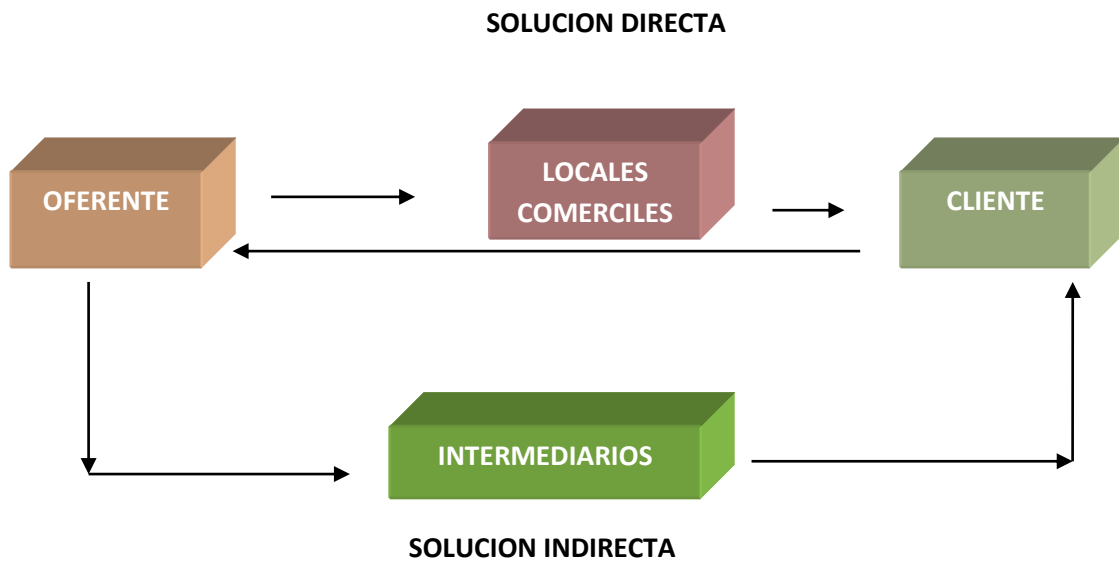 SOLUCION DIRECTA
OFERENTE
LOCALES
COMERCILES
CLIENTE
INTERMEDIARIOS
SOLUCION INDIRECTA